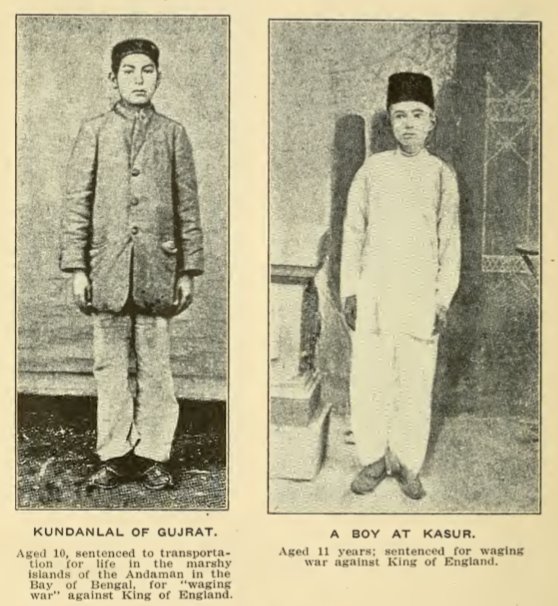 KUNDANLAL OF GUJRAT.
Aged 10, sentenced to transporta-
tion for life in the marshy
islands of the Andaman in the
Bay of Bengal, for "waging
war" against King of England.
A BOY AT KASUR.
Aged 11 years; sentenced for waging
war against King of England.